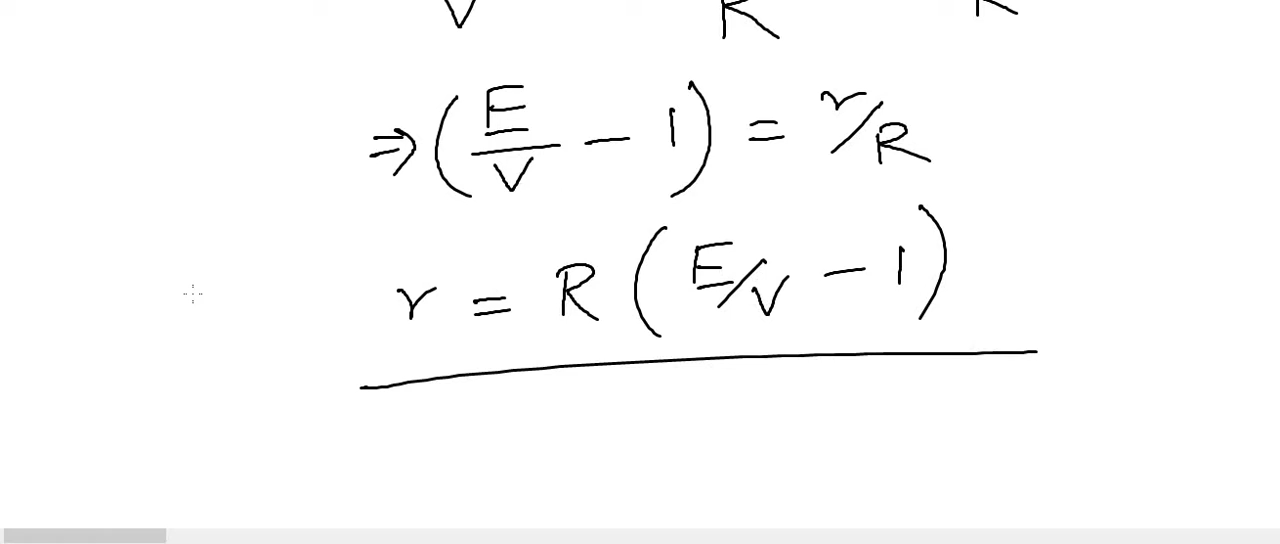 V R R
⇒ (E/V - 1) = r/R
r = R (E/V - 1)